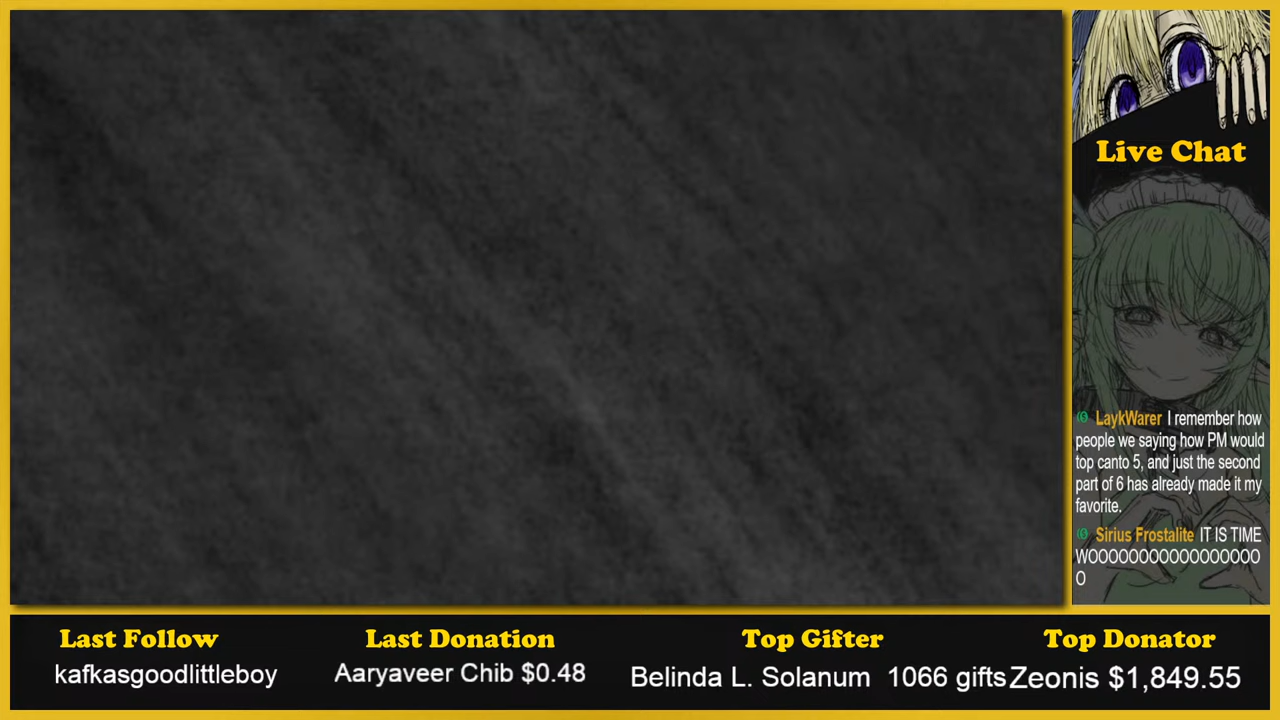 Live Chat
LaykWarer I remember how
people we saying how PM would
top canto 5, and just the second
part of 6 has already made it my
favorite.
Sirius Frostalite IT IS TIME
WOOOOOOOOOOOOOOOOO
O
Last Follow
kafkasgoodlittleboy
Last Donation
Aaryaveer Chib $0.48
Top Gifter
Belinda L. Solanum 1066 gifts
Top Donator
Zeonis $1,849.55